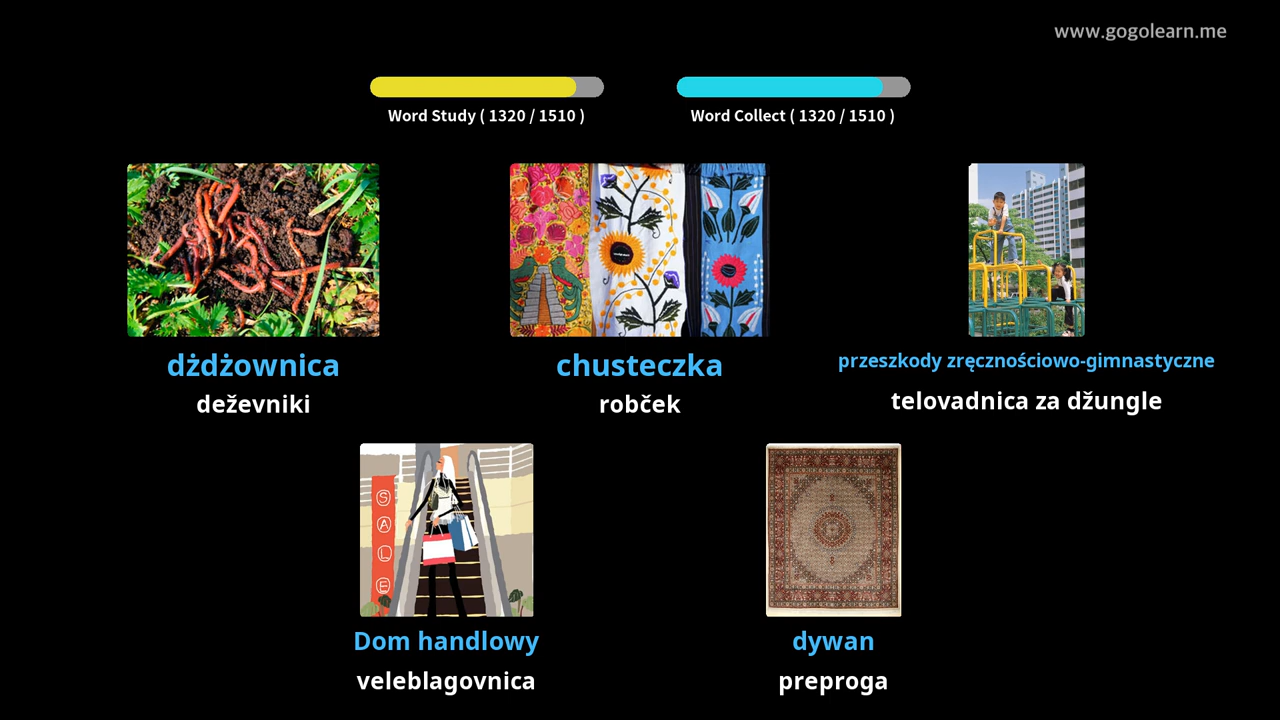 www.gogolearn.me
Word Study ( 1320 / 1510 )
Word Collect ( 1320 / 1510 )
dżdżownica
deževniki
chusteczka
robček
przeszkody zręcznościowo-gimnastyczne
telovadnica za džungle
SALE
Dom handlowy
veleblagovnica
dywan
preproga